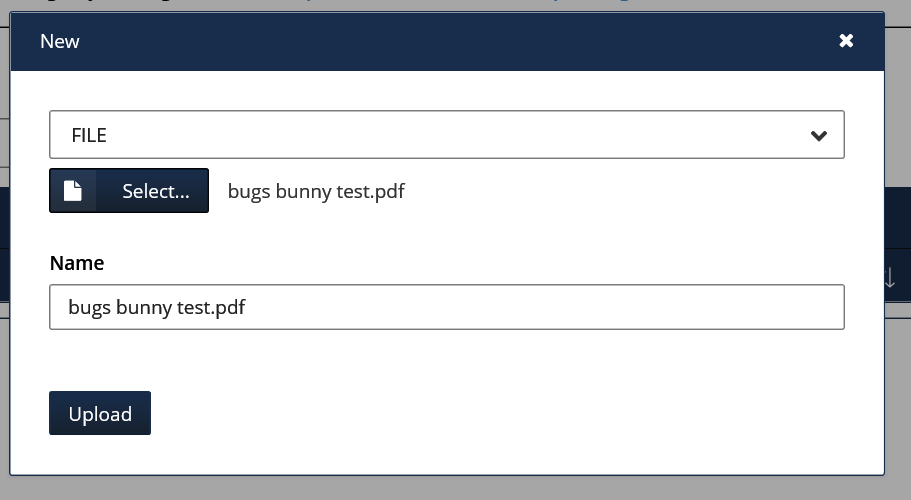 New
FILE
Select... bugs bunny test.pdf
Name
bugs bunny test.pdf
Upload